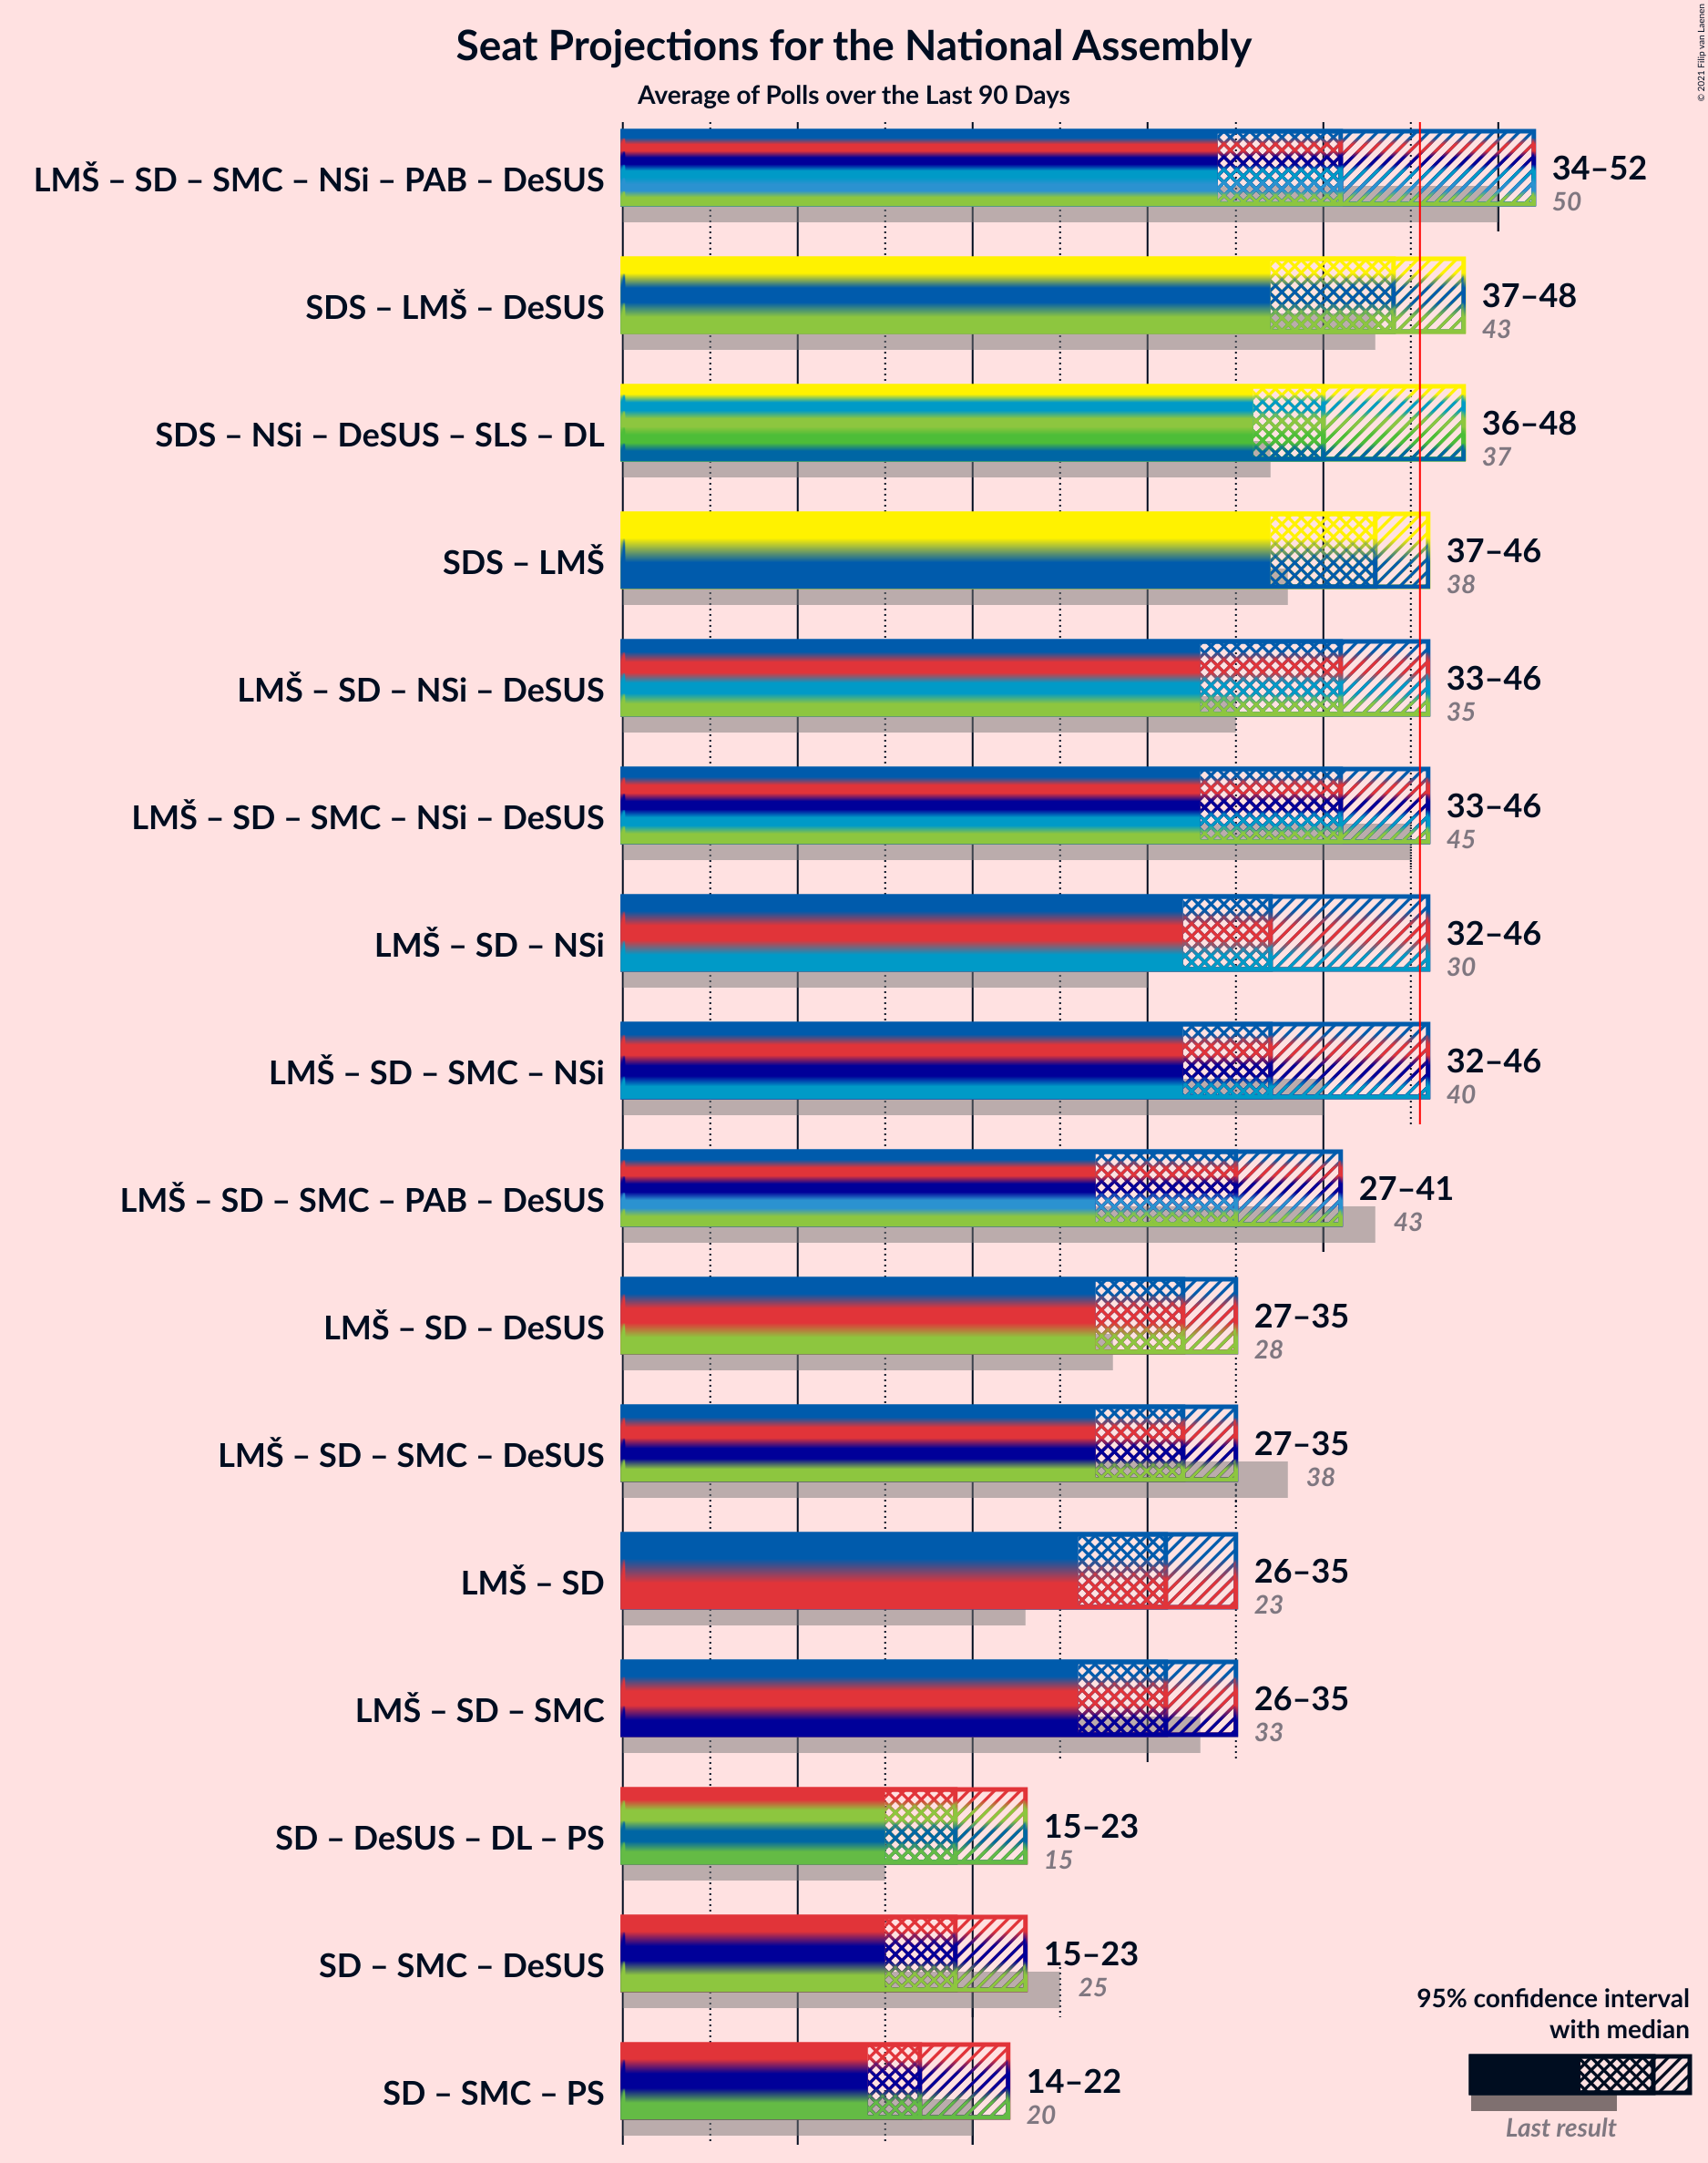 Seat Projections for the National Assembly
Average of Polls over the Last 90 Days
© 2021 Filip van Laenen
LMŠ – SD – SMC – NSi – PAB – DeSUS
34–52
50
SDS – LMŠ – DeSUS
37–48
43
SDS – NSi – DeSUS – SLS – DL
36–48
37
SDS – LMŠ
37–46
38
LMŠ – SD – NSi – DeSUS
33–46
35
LMŠ – SD – SMC – NSi – DeSUS
33–46
45
LMŠ – SD – NSi
32–46
30
LMŠ – SD – SMC – NSi
32–46
40
LMŠ – SD – SMC – PAB – DeSUS
27–41
43
LMŠ – SD – DeSUS
27–35
28
LMŠ – SD – SMC – DeSUS
27–35
38
LMŠ – SD
26–35
23
LMŠ – SD – SMC
26–35
33
SD – DeSUS – DL – PS
15–23
15
SD – SMC – DeSUS
15–23
25
SD – SMC – PS
14–22
20
95% confidence interval
with median
Last result